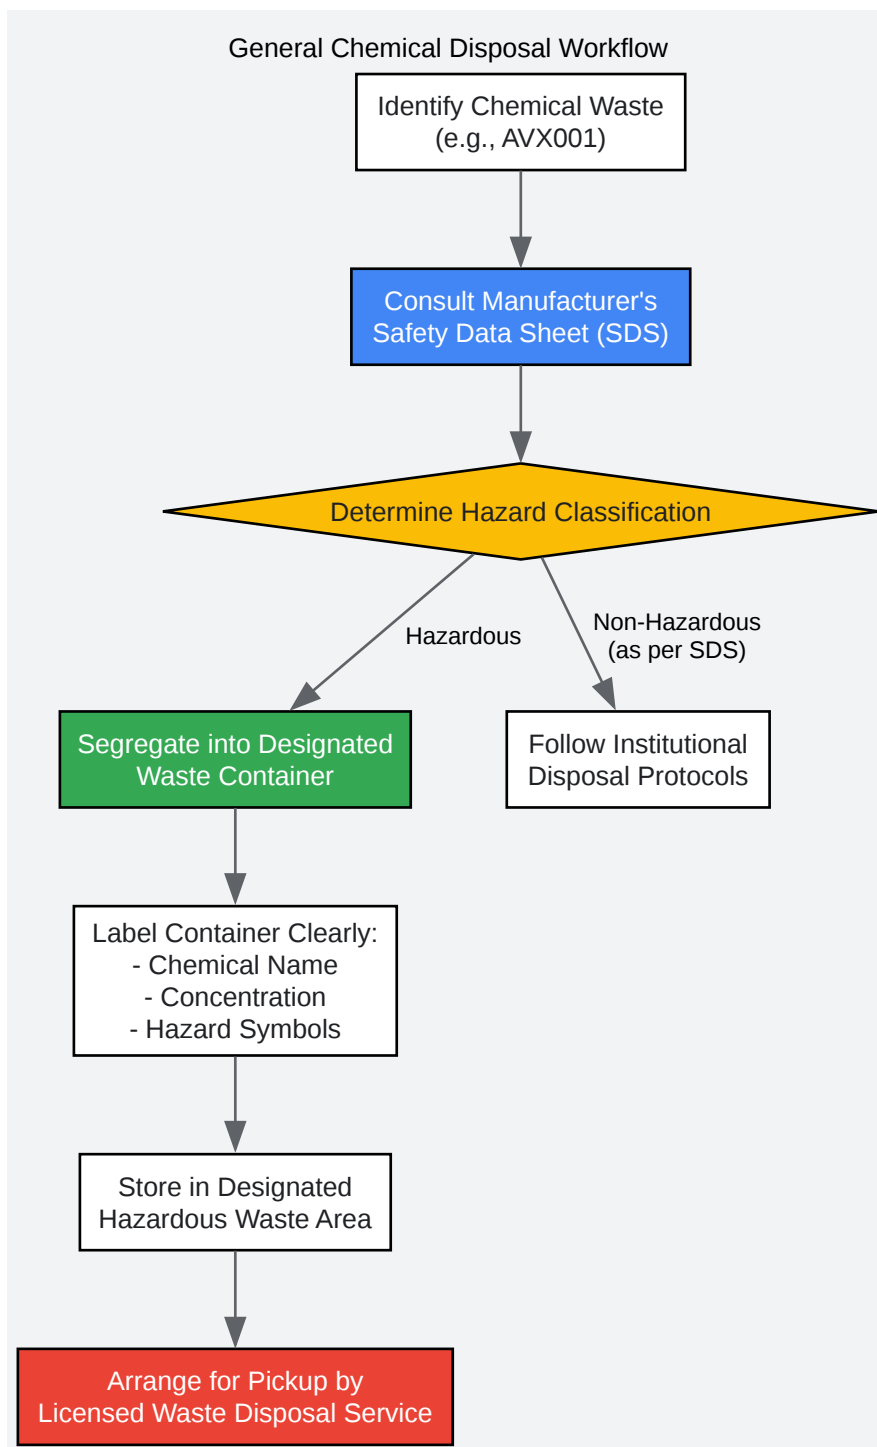 General Chemical Disposal Workflow
Identify Chemical Waste
(e.g., AVX001)
Consult Manufacturer's
Safety Data Sheet (SDS)
Determine Hazard Classification
Hazardous
Non-Hazardous
(as per SDS)
Segregate into Designated
Waste Container
Follow Institutional
Disposal Protocols
Label Container Clearly:
- Chemical Name
- Concentration
- Hazard Symbols
Store in Designated
Hazardous Waste Area
Arrange for Pickup by
Licensed Waste Disposal Service